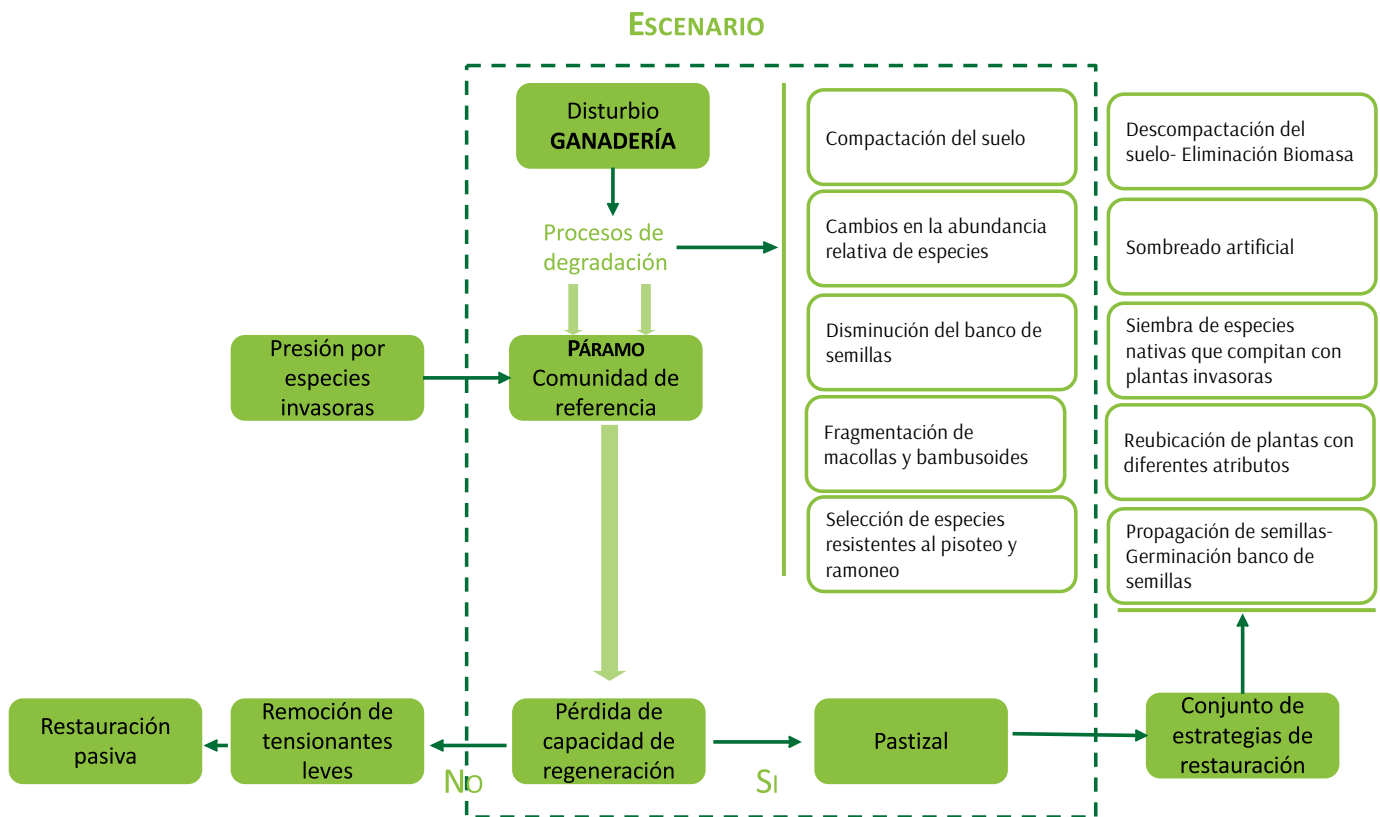 ESCENARIO
Disturbio
GANADERÍA
Procesos de
degradación
Presión por
especies
invasoras
PÁRAMO
Comunidad de
referencia
Compactación del suelo
Cambios en la abundancia
relativa de especies
Disminución del banco de
semillas
Fragmentación de
macollas y bambusoides
Selección de especies
resistentes al pisoteo y
ramoneo
Descompactación del
suelo- Eliminación Biomasa
Sombreado artificial
Siembra de especies
nativas que compitan con
plantas invasoras
Reubicación de plantas con
diferentes atributos
Propagación de semillas-
Germinación banco de
semillas
Restauración
pasiva
Remoción de
tensionantes
leves
NO
Pérdida de
capacidad de
regeneración
SI
Pastizal
Conjunto de
estrategias de
restauración